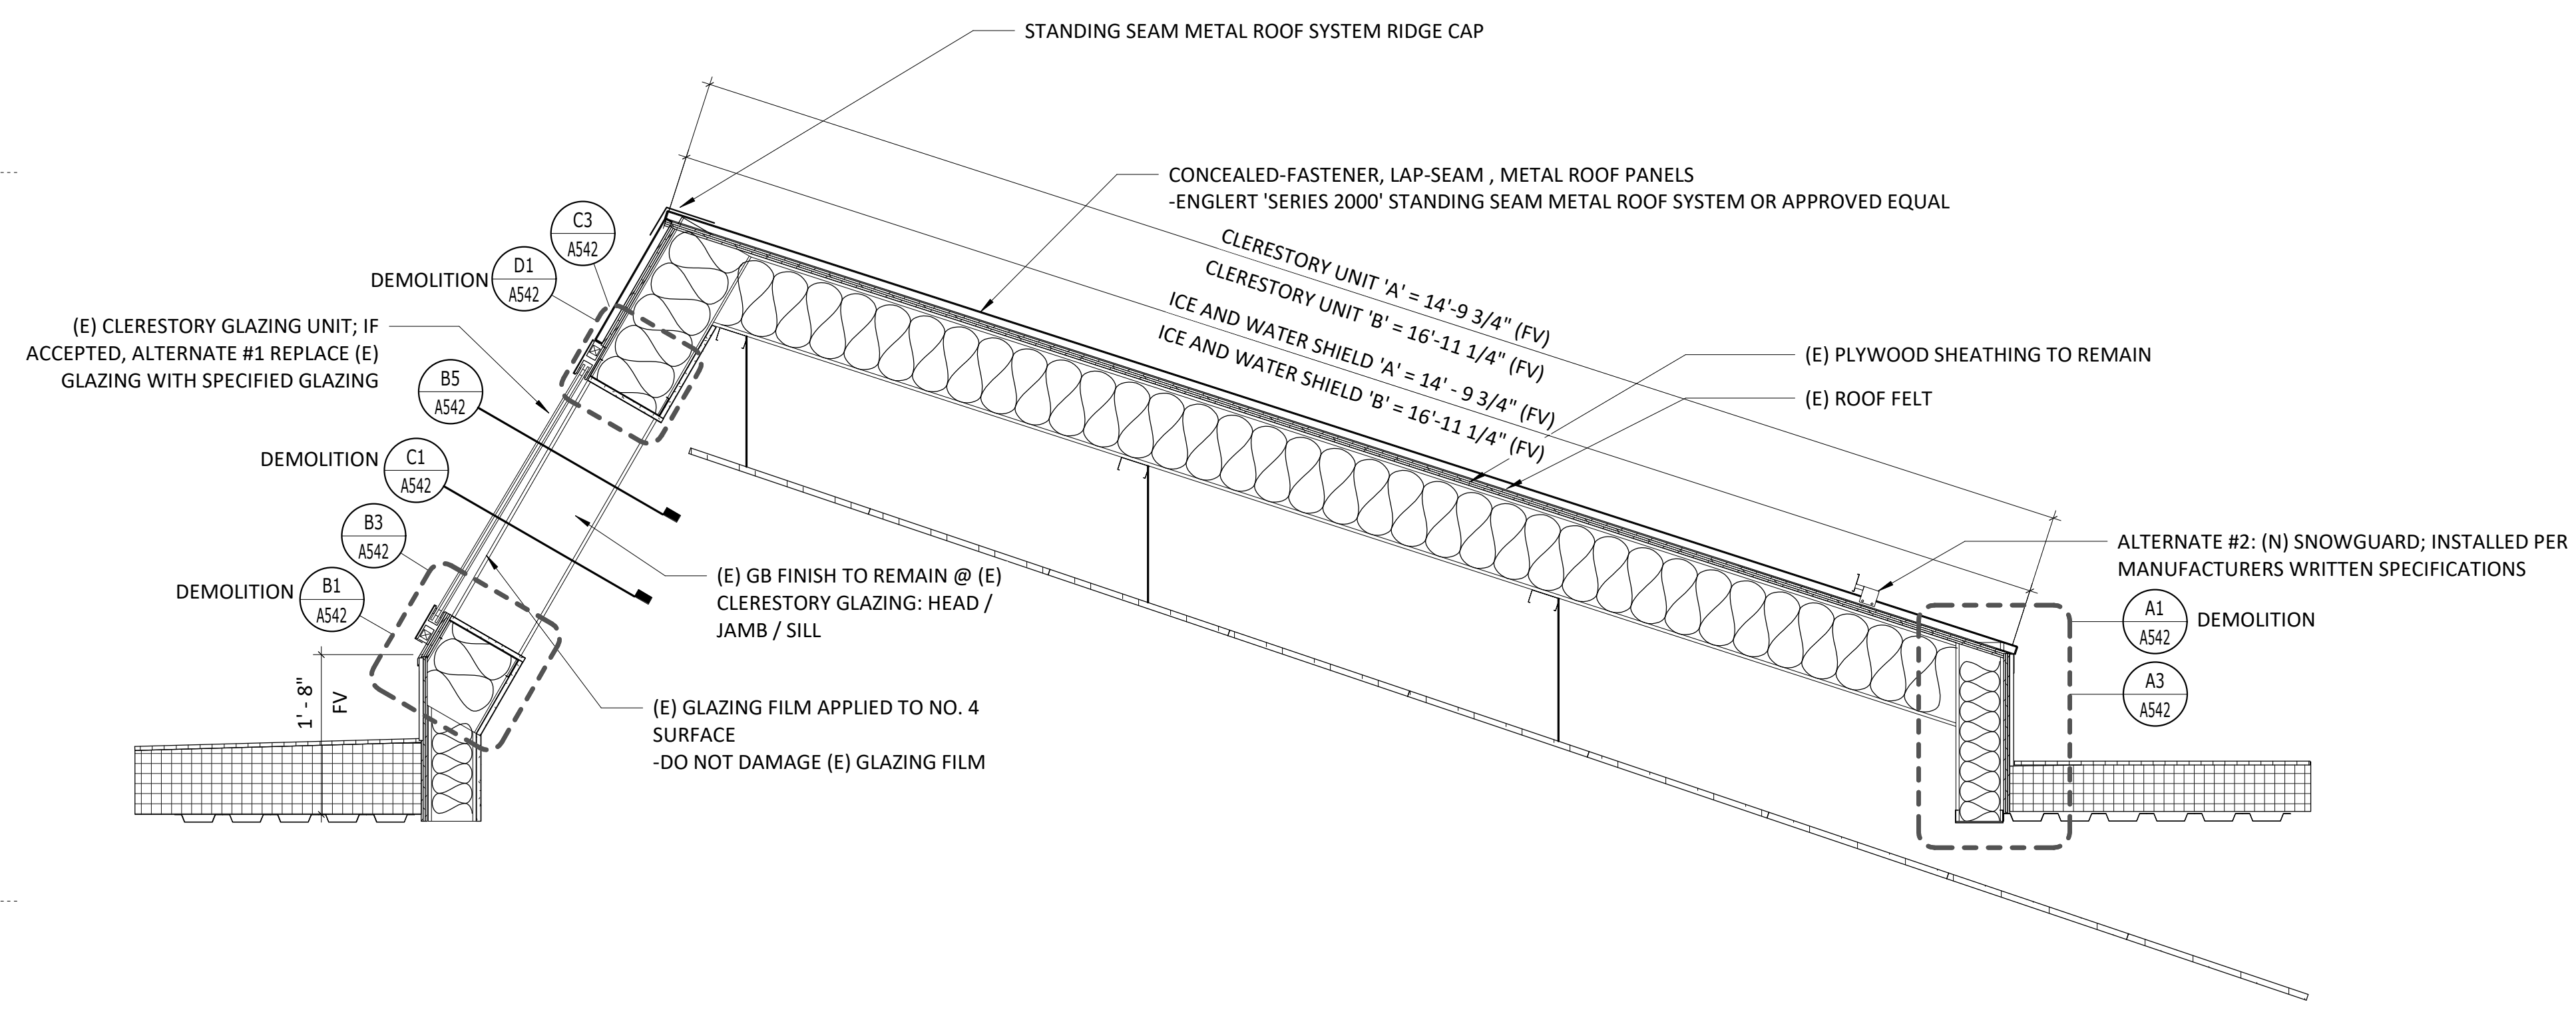 STANDING SEAM METAL ROOF SYSTEM RIDGE CAP
CONCEALED-FASTENER, LAP-SEAM , METAL ROOF PANELS
-ENGLERT 'SERIES 2000' STANDING SEAM METAL ROOF SYSTEM OR APPROVED EQUAL
C3
A542
DEMOLITION
D1
A542
(E) CLERESTORY GLAZING UNIT; IF
ACCEPTED, ALTERNATE #1 REPLACE (E)
GLAZING WITH SPECIFIED GLAZING
CLERESTORY UNIT 'A' = 14'-9 3/4" (FV)
CLERESTORY UNIT 'B' = 16'-11 1/4" (FV)
ICE AND WATER SHIELD 'A' = 14' - 9 3/4" (FV)
ICE AND WATER SHIELD 'B' = 16'-11 1/4" (FV)
(E) PLYWOOD SHEATHING TO REMAIN
(E) ROOF FELT
B5
A542
DEMOLITION
C1
A542
B3
A542
DEMOLITION
B1
A542
(E) GB FINISH TO REMAIN @ (E)
CLERESTORY GLAZING: HEAD /
JAMB / SILL
ALTERNATE #2: (N) SNOWGUARD; INSTALLED PER
MANUFACTURERS WRITTEN SPECIFICATIONS
A1
A542
DEMOLITION
A3
A542
1' - 8"
FV
(E) GLAZING FILM APPLIED TO NO. 4
SURFACE
-DO NOT DAMAGE (E) GLAZING FILM